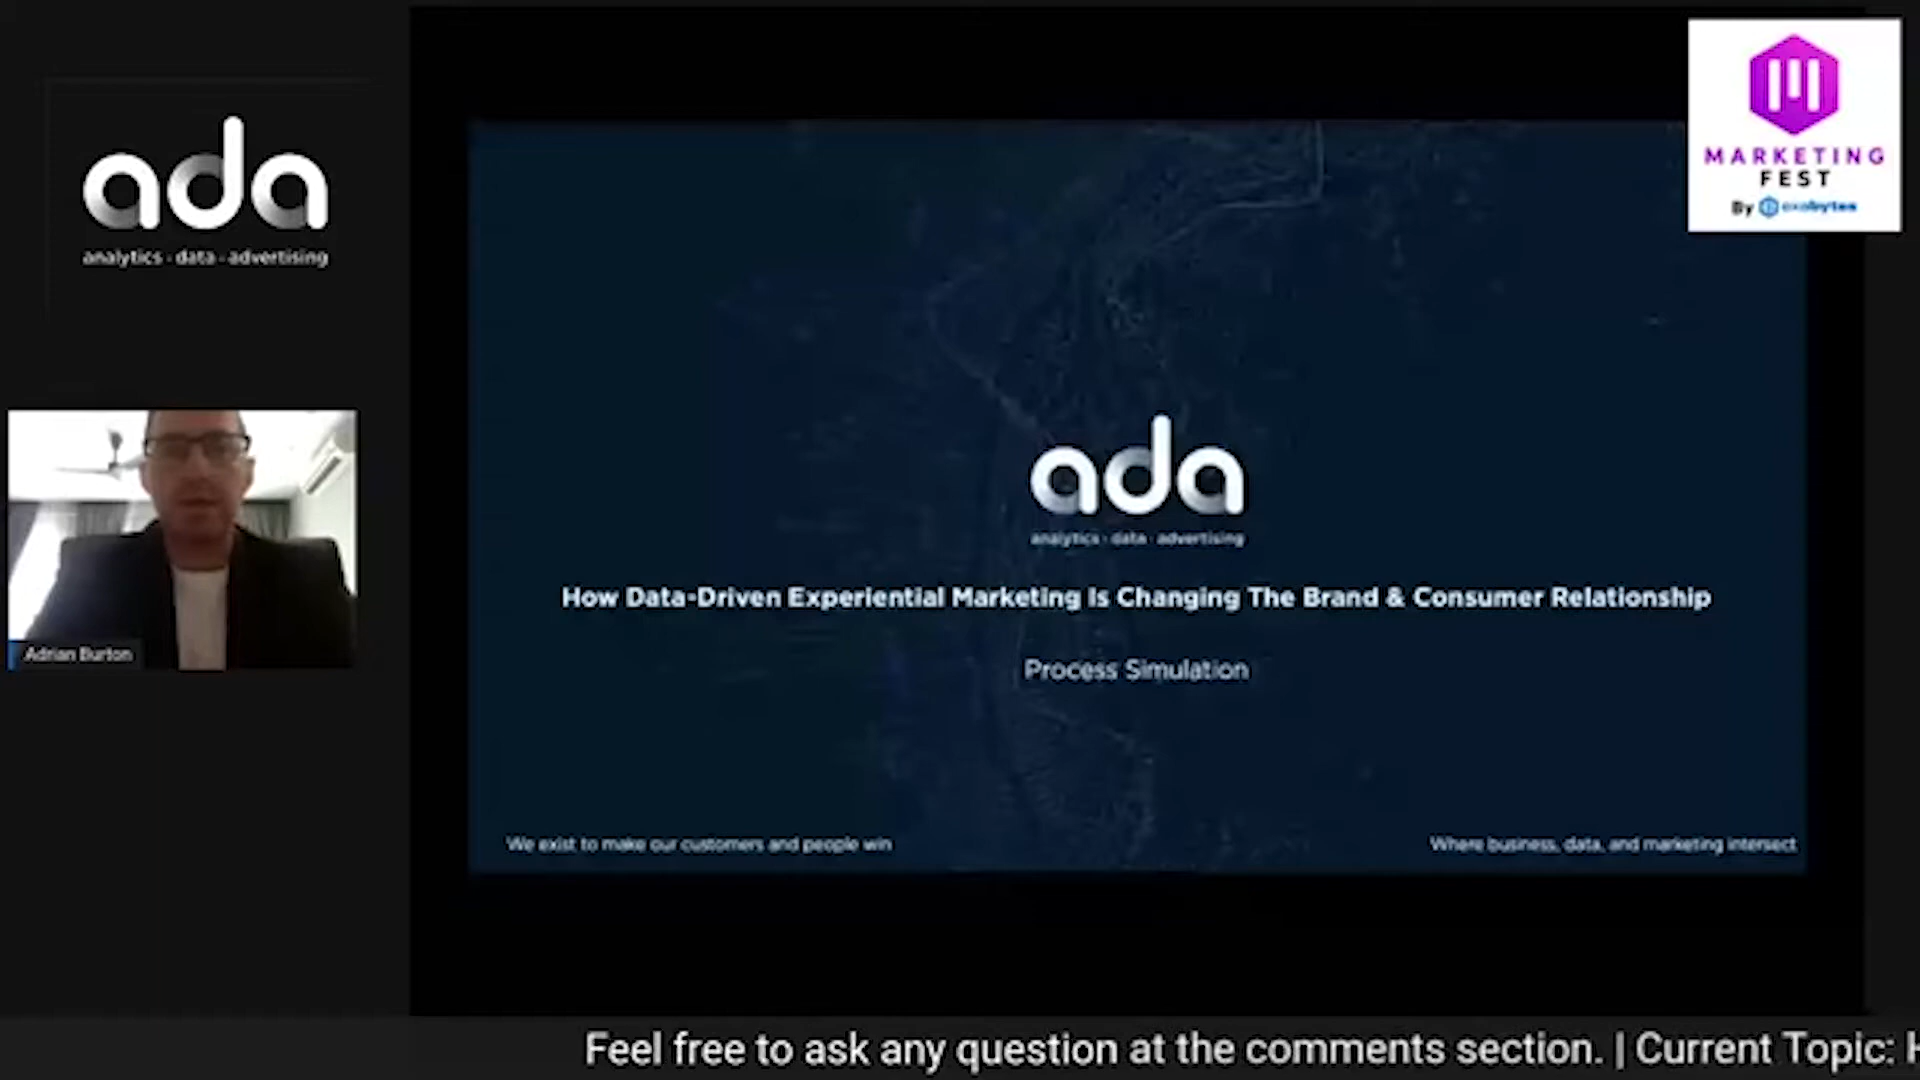 ada
analytics · data · advertising
MARKETING
FEST
By exabytes
Adrian Burton
ada
analytics · data · advertising
How Data-Driven Experiential Marketing Is Changing The Brand & Consumer Relationship
Process Simulation
We exist to make our customers and people win
Where business, data, and marketing intersect
Feel free to ask any question at the comments section. | Current Topic: H